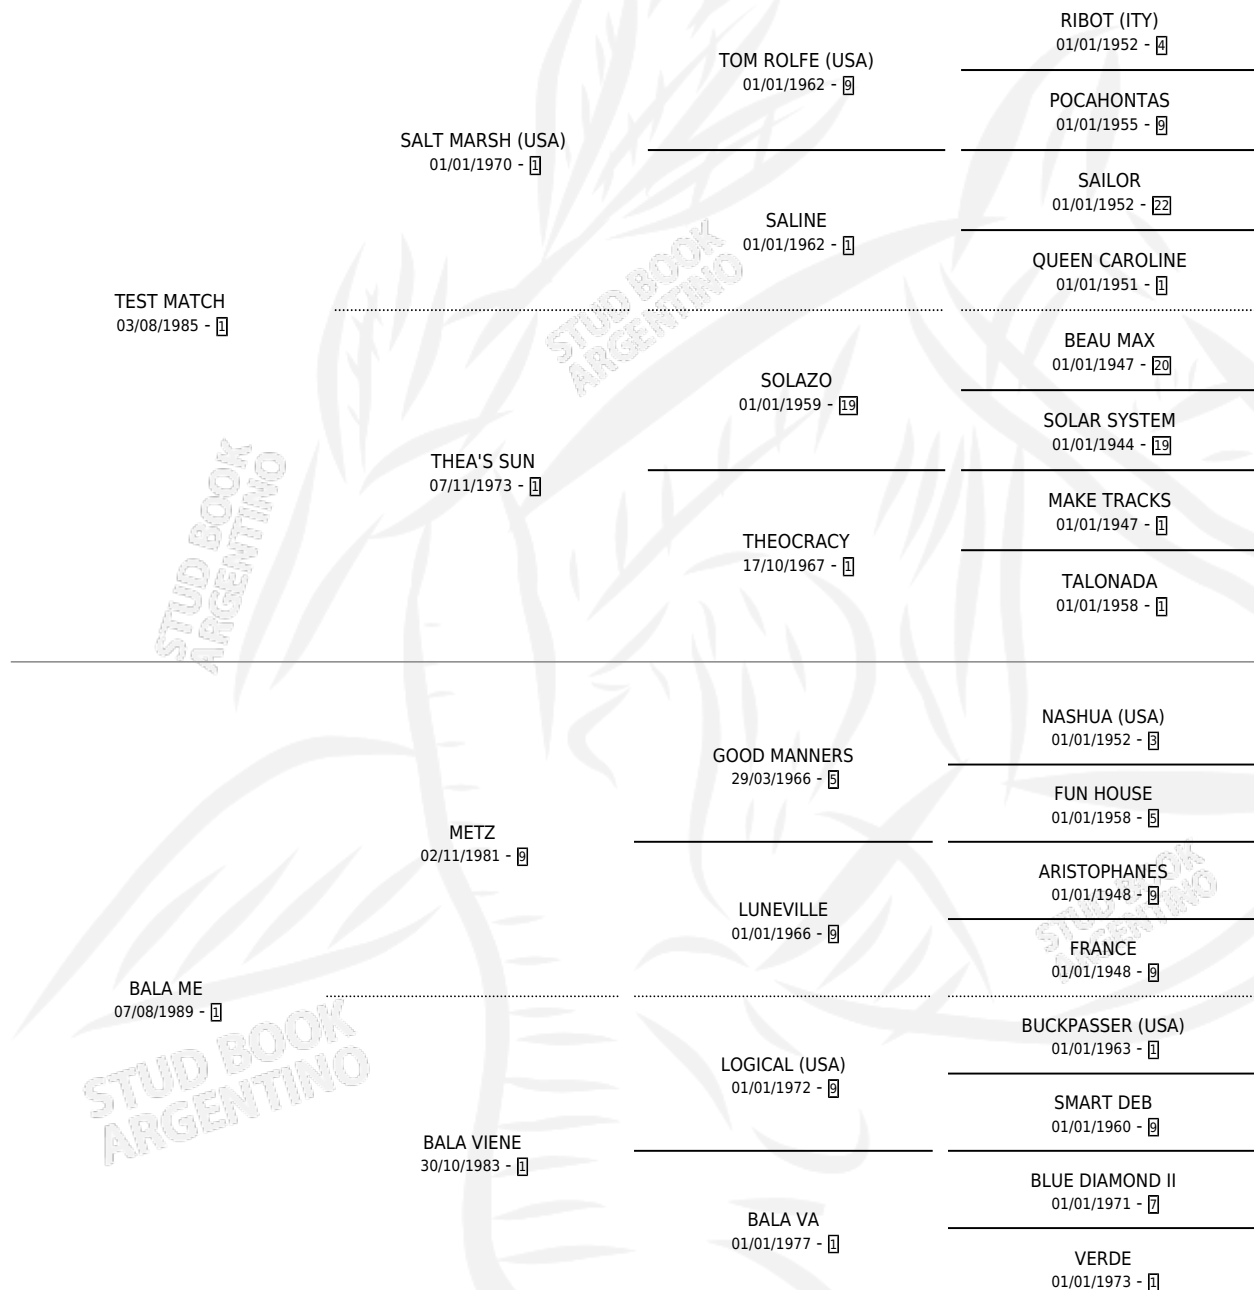 RIBOT (ITY)
01/01/1952 - 4
TOM ROLFE (USA)
01/01/1962 - 9
POCAHONTAS
01/01/1955 - 9
SALT MARSH (USA)
01/01/1970 - 1
SAILOR
01/01/1952 - 22
SALINE
01/01/1962 - 1
QUEEN CAROLINE
01/01/1951 - 1
TEST MATCH
03/08/1985 - 1
BEAU MAX
01/01/1947 - 20
SOLAZO
01/01/1959 - 19
SOLAR SYSTEM
01/01/1944 - 19
THEA'S SUN
07/11/1973 - 1
MAKE TRACKS
01/01/1947 - 1
THEOCRACY
17/10/1967 - 1
TALONADA
01/01/1958 - 1
NASHUA (USA)
01/01/1952 - 3
GOOD MANNERS
29/03/1966 - 5
FUN HOUSE
01/01/1958 - 5
METZ
02/11/1981 - 9
ARISTOPHANES
01/01/1948 - 9
LUNEVILLE
01/01/1966 - 9
FRANCE
01/01/1948 - 9
BALA ME
07/08/1989 - 1
BUCKPASSER (USA)
01/01/1963 - 1
LOGICAL (USA)
01/01/1972 - 9
SMART DEB
01/01/1960 - 9
BALA VIENE
30/10/1983 - 1
BLUE DIAMOND II
01/01/1971 - 7
BALA VA
01/01/1977 - 1
VERDE
01/01/1973 - 1
STUD BOOK
ARGENTINO
STUD BOOK
ARGENTINO
STUD BOOK
ARGENTINO
STUD BOOK
ARGENTINO